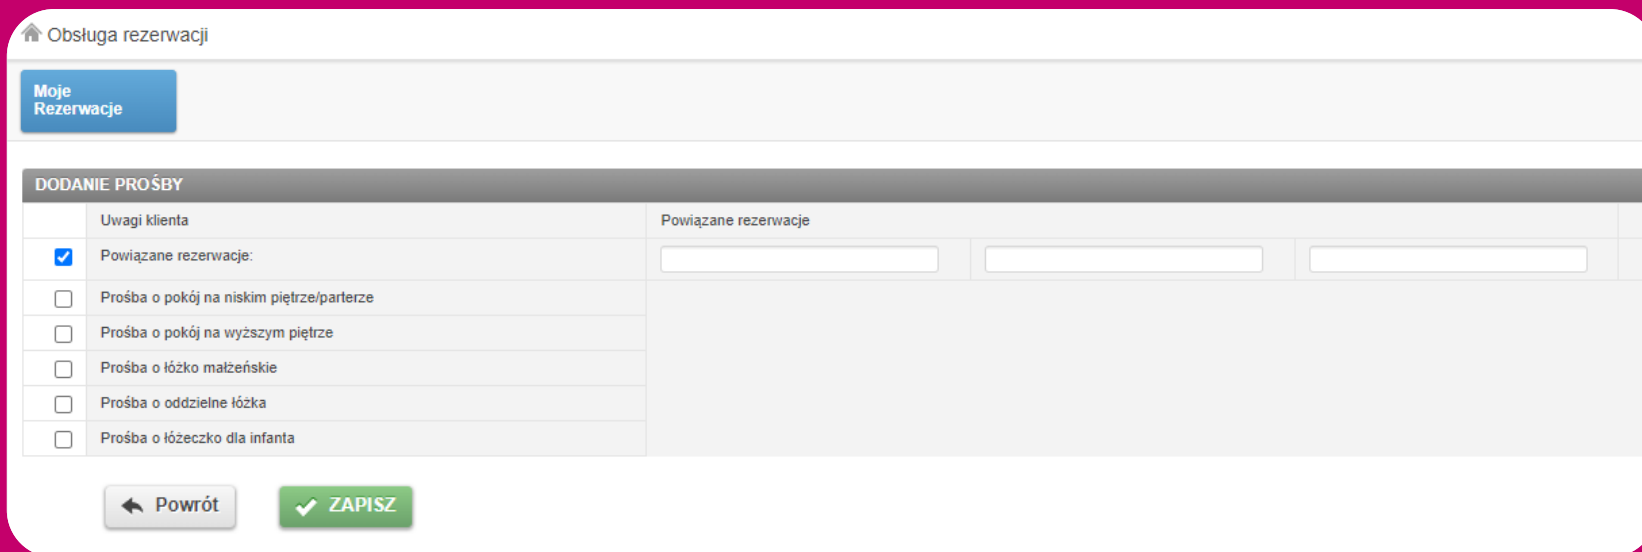 Obsługa rezerwacji
Moje
Rezerwacje
DODANIE PROŚBY
Uwagi klienta
Powiązane rezerwacje
Powiązane rezerwacje:
Prośba o pokój na niskim piętrze/parterze
Prośba o pokój na wyższym piętrze
Prośba o łóżko małżeńskie
Prośba o oddzielne łóżka
Prośba o łóżeczko dla infanta
Powrót
ZAPISZ